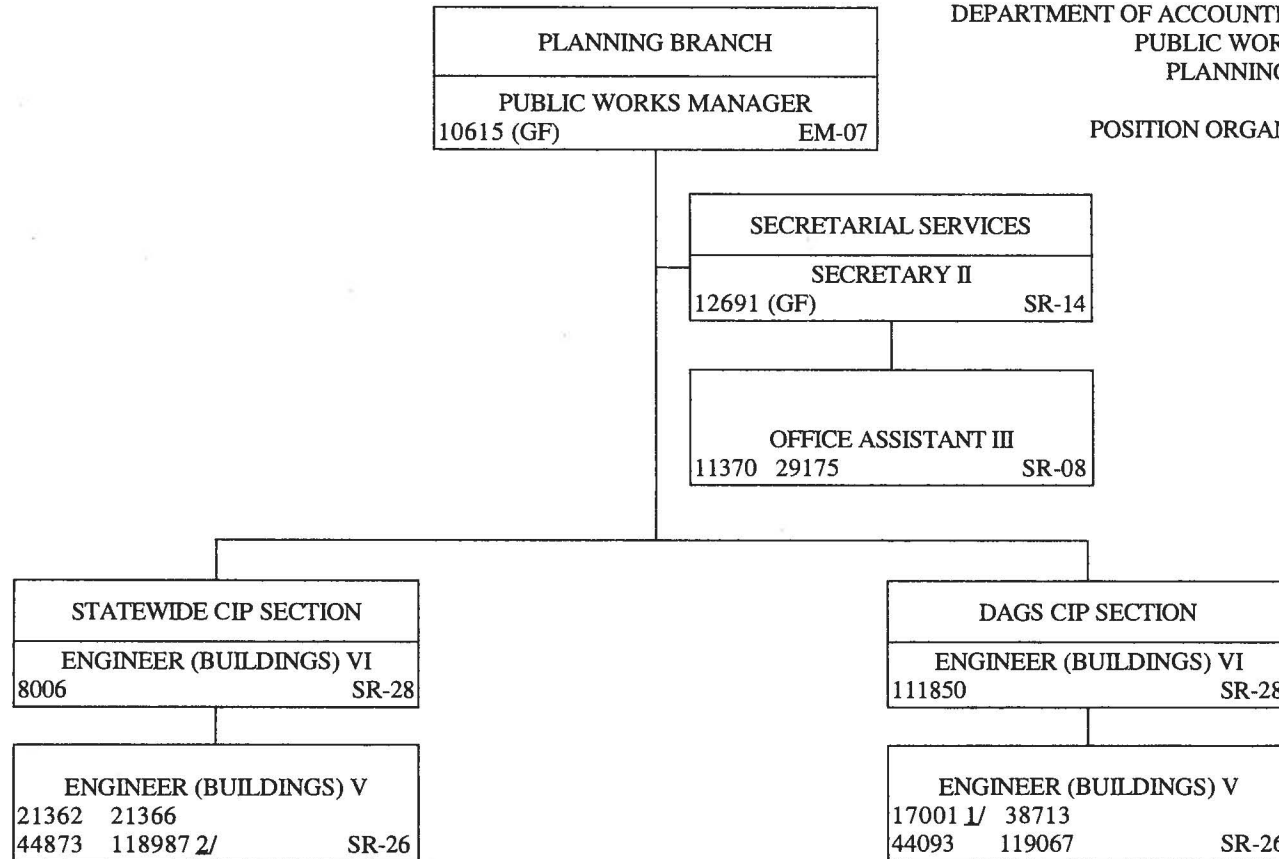 DEPARTMENT OF ACCOUNTI
PUBLIC WOR
PLANNING
POSITION ORGAN
PLANNING BRANCH
PUBLIC WORKS MANAGER
10615 (GF) EM-07
SECRETARIAL SERVICES
SECRETARY II
12691 (GF) SR-14
OFFICE ASSISTANT III
11370 29175 SR-08
STATEWIDE CIP SECTION
ENGINEER (BUILDINGS) VI
8006 SR-28
ENGINEER (BUILDINGS) V
21362 21366
44873 118987 2/ SR-26
DAGS CIP SECTION
ENGINEER (BUILDINGS) VI
111850 SR-28
ENGINEER (BUILDINGS) V
17001 1/ 38713
44093 119067 SR-26